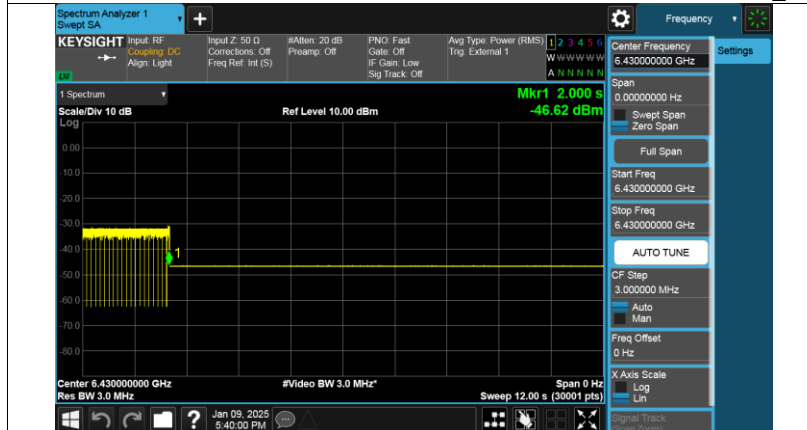 Spectrum Analyzer 1
Swept SA
Frequency
KEYSIGHT
Input: RF
Coupling: DC
Align: Light
Input Z: 50 Ω
Corrections: Off
Freq Ref: Int (S)
#Atten: 20 dB
Preamp: Off
PNO: Fast
Gate: Off
IF Gain: Low
Sig Track: Off
Avg Type: Power (RMS)
Trig: External 1
1 2 3 4 5 6
W W W W W W
A N N N N N
LXI
Center Frequency
6.430000000 GHz
Settings
Span
0.00000000 Hz
Swept Span
Zero Span
Full Span
Start Freq
6.430000000 GHz
Stop Freq
6.430000000 GHz
AUTO TUNE
CF Step
3.000000 MHz
Auto
Man
Freq Offset
0 Hz
X Axis Scale
Log
Lin
Signal Track
(Span Zoom)
1 Spectrum
Scale/Div 10 dB
Ref Level 10.00 dBm
Mkr1 2.000 s
-46.62 dBm
Log
0.00
-10.0
-20.0
-30.0
-40.0
-50.0
-60.0
-70.0
-80.0
1
Center 6.430000000 GHz
Res BW 3.0 MHz
#Video BW 3.0 MHz*
Span 0 Hz
Sweep 12.00 s (30001 pts)
Jan 09, 2025
5:40:00 PM